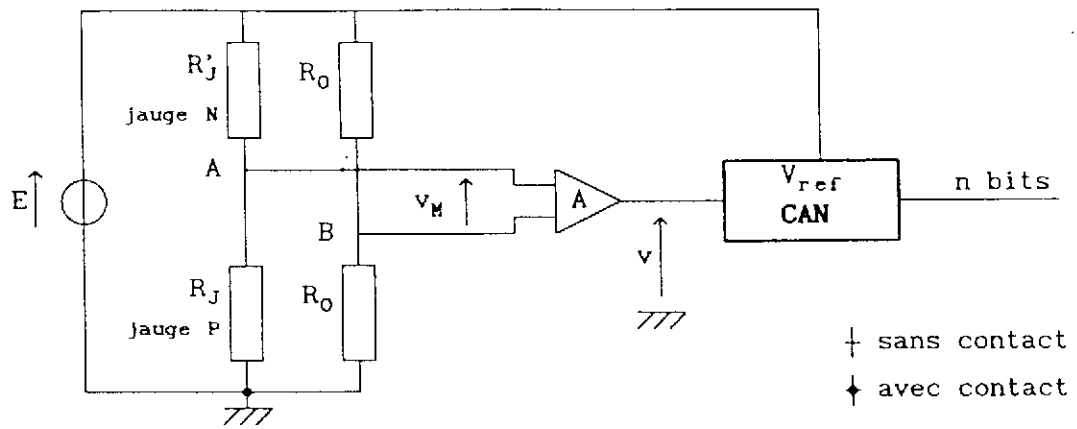 R'J
R0
jauge N
A
E
vM
A
Vref
CAN
n bits
B
v
RJ
R0
jauge P
sans contact
avec contact